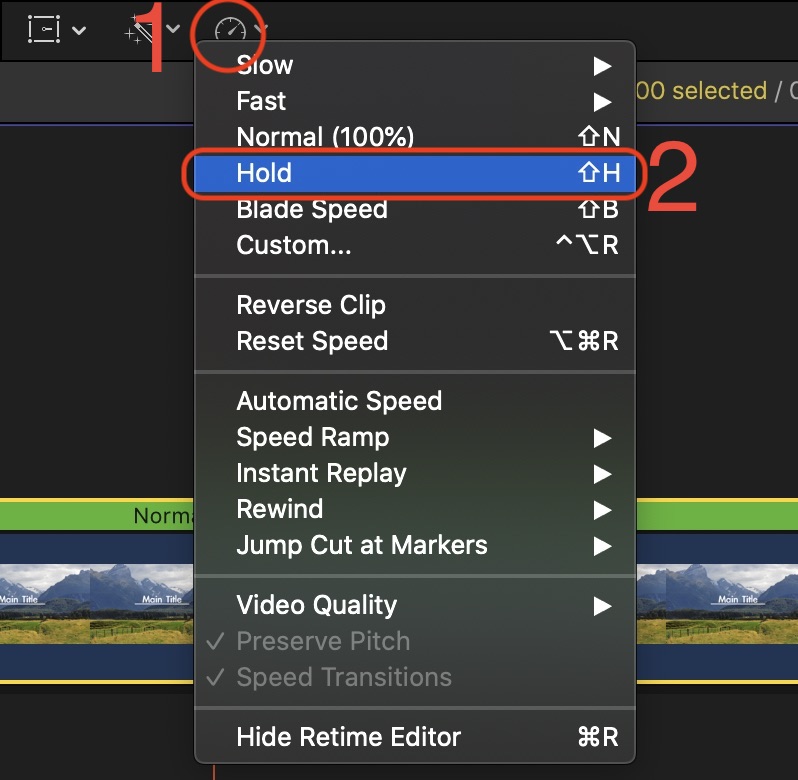 1
00 selected / 0
Slow
Fast
Normal (100%) ⇧N
Hold ⇧H
2
Blade Speed ⇧B
Custom... ^⌥R
Reverse Clip
Reset Speed ⌥⌘R
Automatic Speed
Speed Ramp
Instant Replay
Rewind
Jump Cut at Markers
Norma
Main Title Main Title Main Title
Video Quality
✓ Preserve Pitch
✓ Speed Transitions
Hide Retime Editor ⌘R